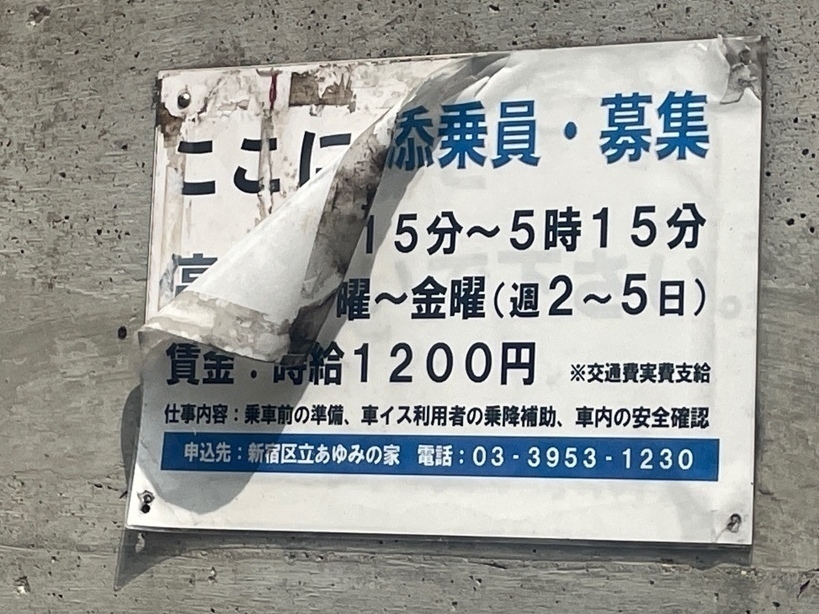 ここに
添乗員・募集
15分～5時15分
曜～金曜(週2～5日)
賃金：時給1200円 ※交通費実費支給
仕事内容：乗車前の準備、車イス利用者の乗降補助、車内の安全確認
申込先：新宿区立あゆみの家 電話：03-3953-1230